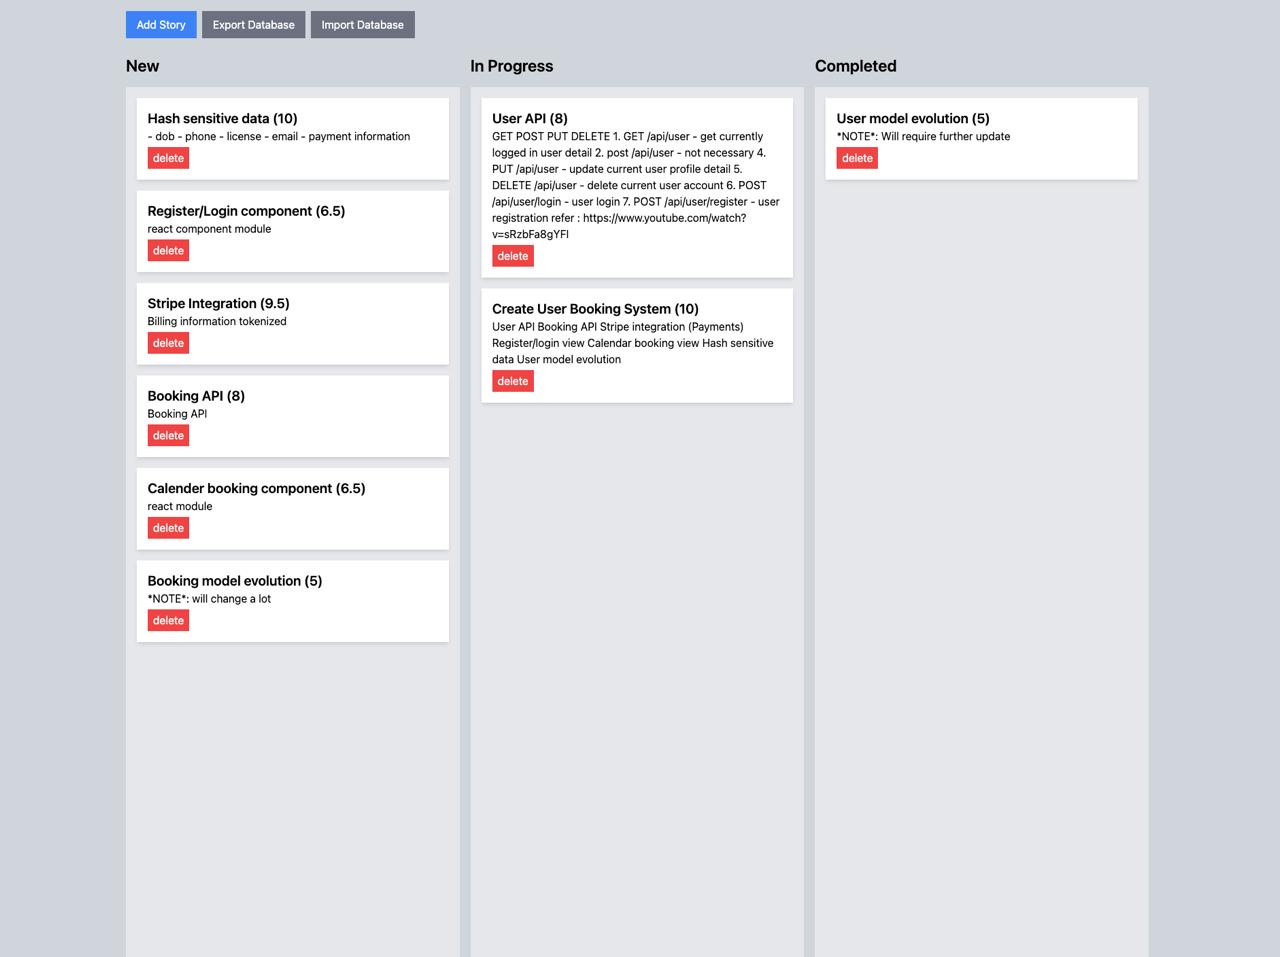 Add Story
Export Database
Import Database
New
Hash sensitive data (10)
- dob - phone - license - email - payment information
delete
Register/Login component (6.5)
react component module
delete
Stripe Integration (9.5)
Billing information tokenized
delete
Booking API (8)
Booking API
delete
Calender booking component (6.5)
react module
delete
Booking model evolution (5)
*NOTE*: will change a lot
delete
In Progress
User API (8)
GET POST PUT DELETE 1. GET /api/user - get currently
logged in user detail 2. post /api/user - not necessary 4.
PUT /api/user - update current user profile detail 5.
DELETE /api/user - delete current user account 6. POST
/api/user/login - user login 7. POST /api/user/register - user
registration refer : https://www.youtube.com/watch?
v=sRzbFa8gYFI
delete
Create User Booking System (10)
User API Booking API Stripe integration (Payments)
Register/login view Calendar booking view Hash sensitive
data User model evolution
delete
Completed
User model evolution (5)
*NOTE*: Will require further update
delete